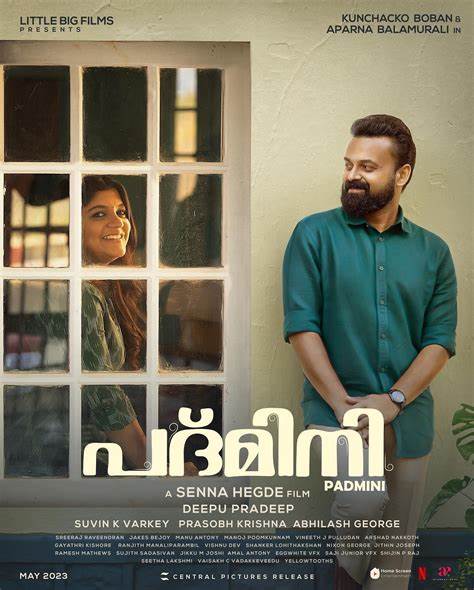 LITTLE BIG FILMS
PRESENTS
KUNCHACKO BOBAN &
APARNA BALAMURALI IN
പദ്മിനി
PADMINI
A SENNA HEGDE FILM
DEEPU PRADEEP
SUVIN K VARKEY PRASOBH KRISHNA ABHILASH GEORGE
SREERAJ RAVEENDRAN JAKES BEJOY MANU ANTONY MANOJ POOMKUNNAM VINEETH J PULLUDAN ARSHAD NAKKOTH
GAYATHRI KISHORE RANJITH MANALIPARAMBIL VISHNU DEV SHANKER LOHITHAKSHAN NIXON GEORGE JITHIN JOSEPH
RAMESH MATHEWS SUJITH SADASIVAN JIKKU M JOSHI AMAL ANTONY EGGWHITE VFX SAJI JUNIOR VFX SHIJIN P RAJ
SEETHA LAKSHMI VAISAKH C VADAKKEVEEDU YELLOWTOOTHS
MAY 2023
CENTRAL PICTURES RELEASE
Home Screen
Entertainment
N